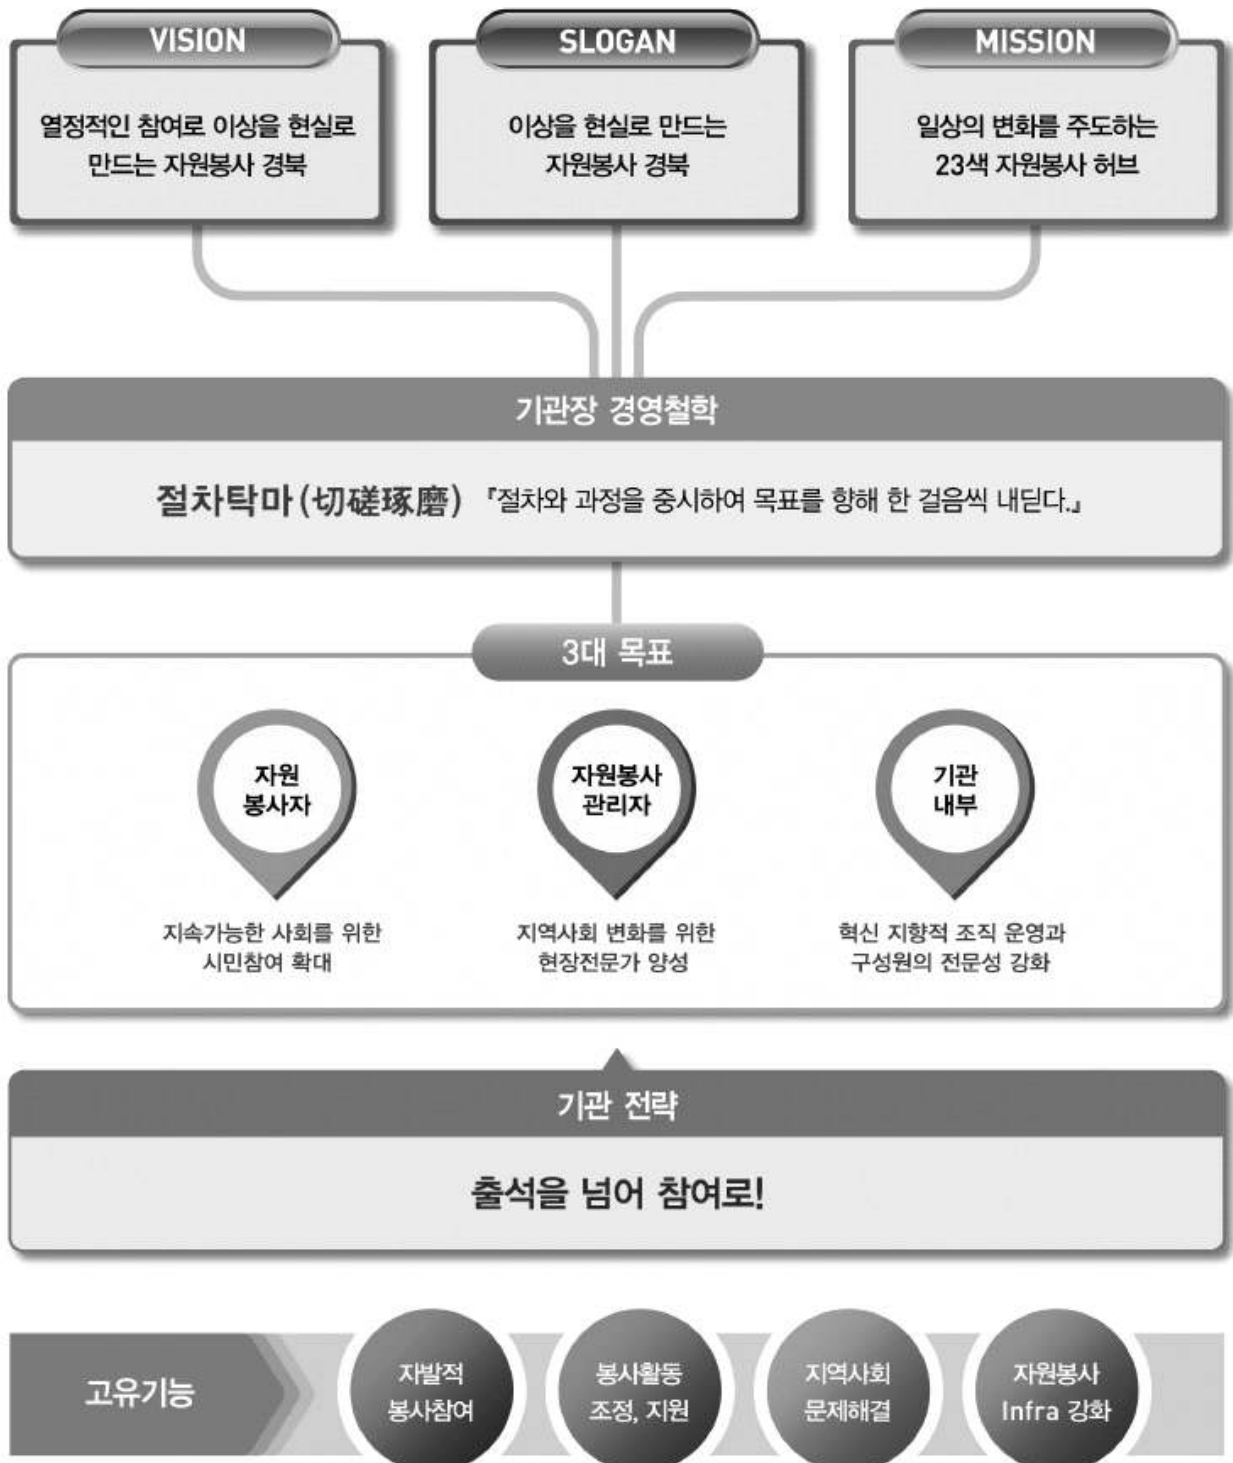 VISION
열정적인 참여로 이상을 현실로
만드는 자원봉사 경북
SLOGAN
이상을 현실로 만드는
자원봉사 경북
MISSION
일상의 변화를 주도하는
23색 자원봉사 허브
기관장 경영철학
절차탁마(切磋琢磨) 『절차와 과정을 중시하여 목표를 향해 한 걸음씩 내딛다.』
3대 목표
자원
봉사자
지속가능한 사회를 위한
시민참여 확대
자원봉사
관리자
지역사회 변화를 위한
현장전문가 양성
기관
내부
혁신 지향적 조직 운영과
구성원의 전문성 강화
기관 전략
출석을 넘어 참여로!
고유기능
자발적
봉사참여
봉사활동
조정, 지원
지역사회
문제해결
자원봉사
Infra 강화